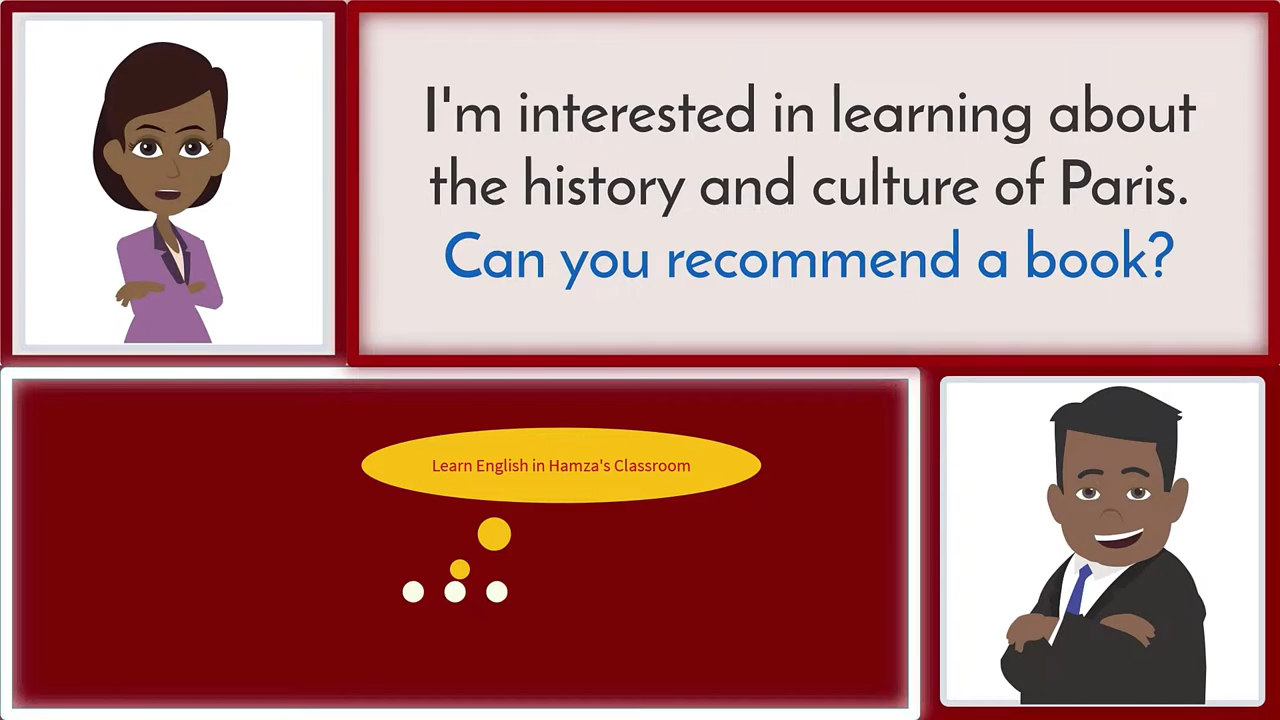 I'm interested in learning about
the history and culture of Paris.
Can you recommend a book?
Learn English in Hamza's Classroom